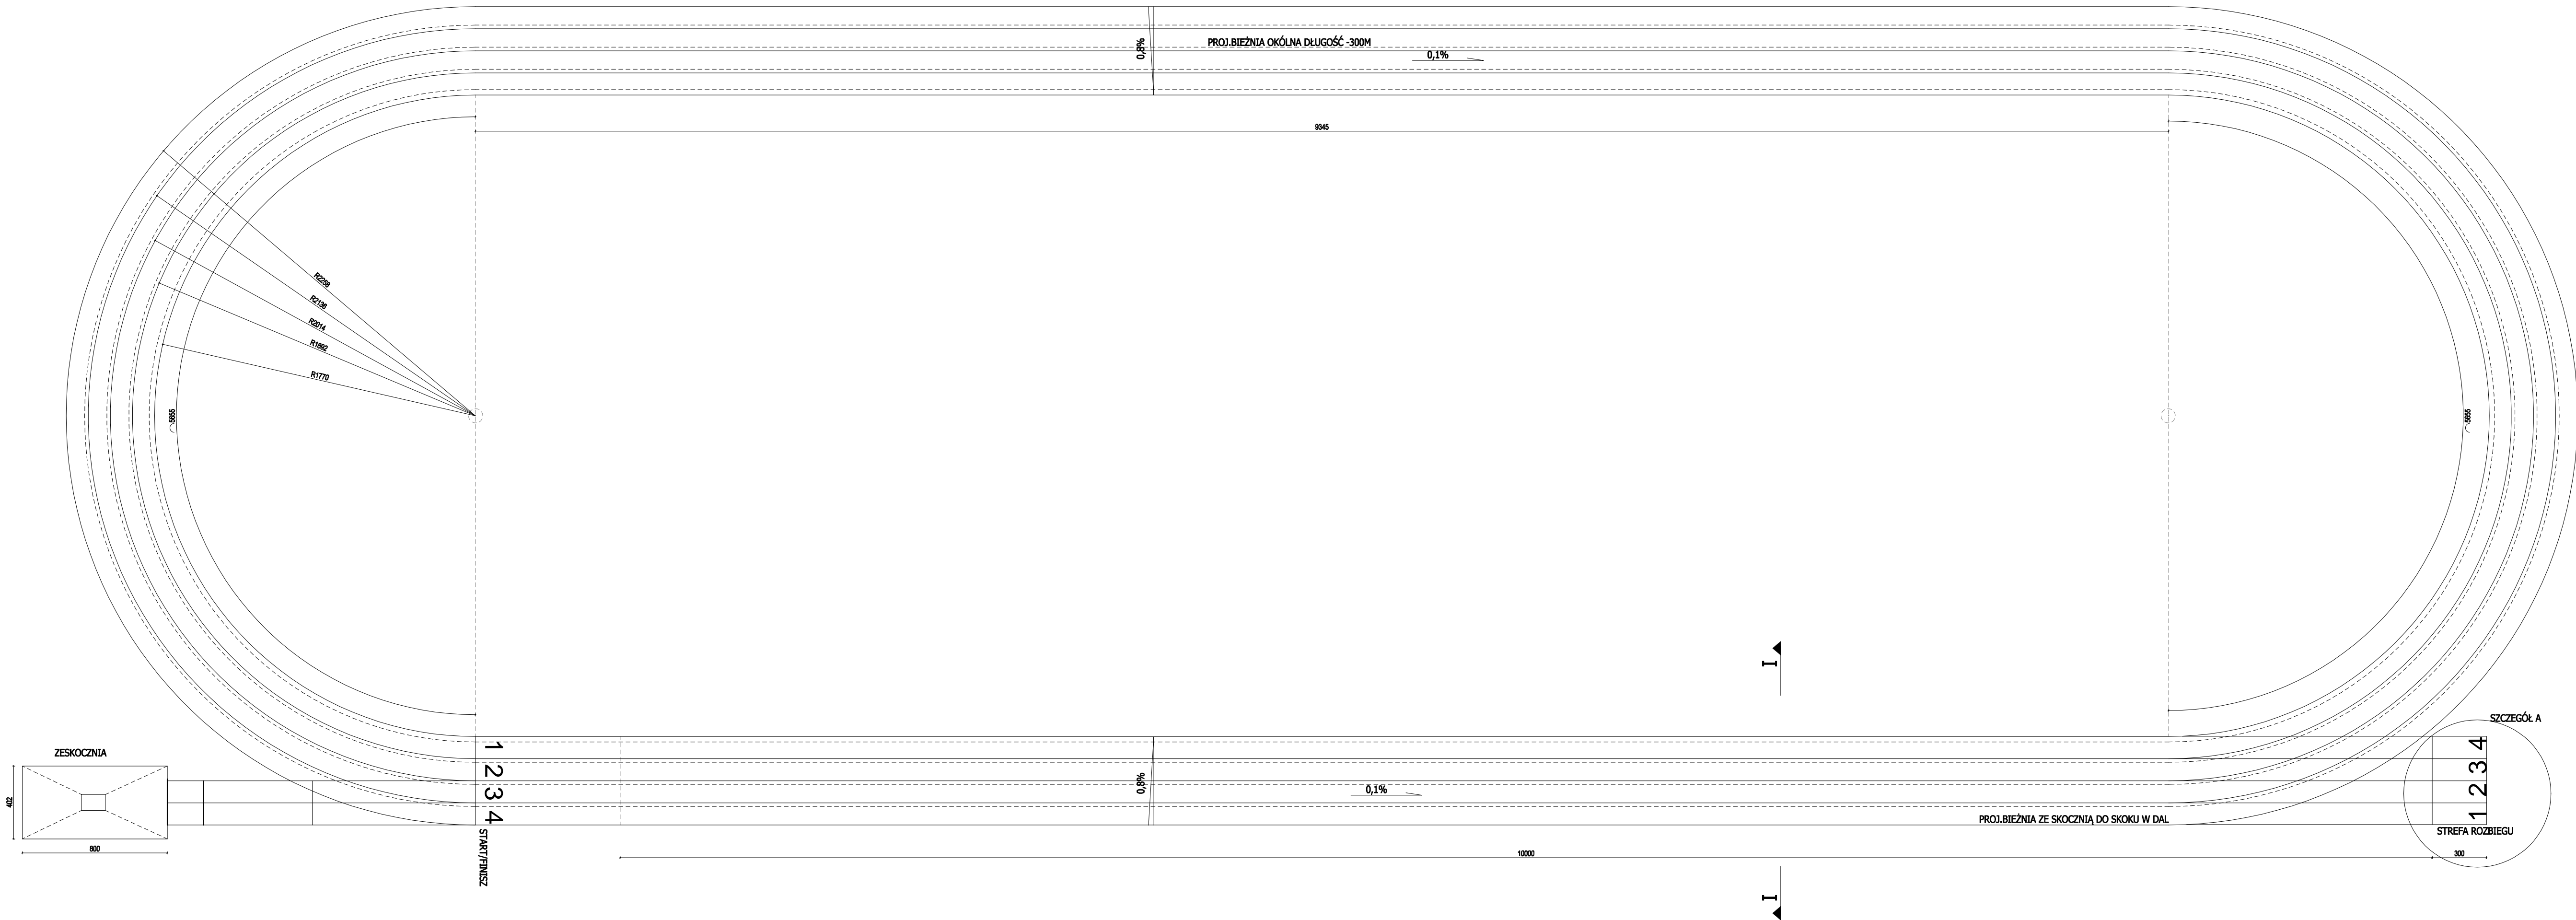 0,8%
PROJ.BIEŻNIA OKÓLNA DŁUGOŚĆ -300M
0,1%
9345
R2258
R2136
R2014
R1892
R1770
5655
5655
I
SZCZEGÓŁ A
ZESKOCZNIA
402
800
1
2
3
4
START/FINISZ
0,8%
0,1%
PROJ.BIEŻNIA ZE SKOCZNIĄ DO SKOKU W DAL
4
3
2
1
STREFA ROZBIEGU
10000
300
I